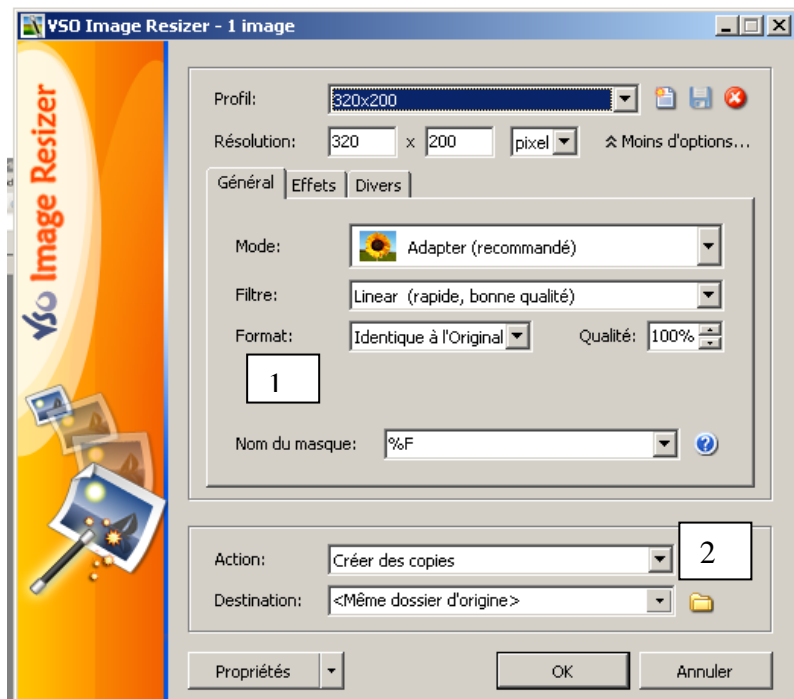 VSO Image Resizer - 1 image
VSO Image Resizer
Profil: 320x200
Résolution: 320 x 200 pixel Moins d'options...
Général Effets Divers
Mode: Adapter (recommandé)
Filtre: Linear (rapide, bonne qualité)
Format: Identique à l'Original Qualité: 100%
1
Nom du masque: %F
Action: Créer des copies
2
Destination: <Même dossier d'origine>
Propriétés OK Annuler